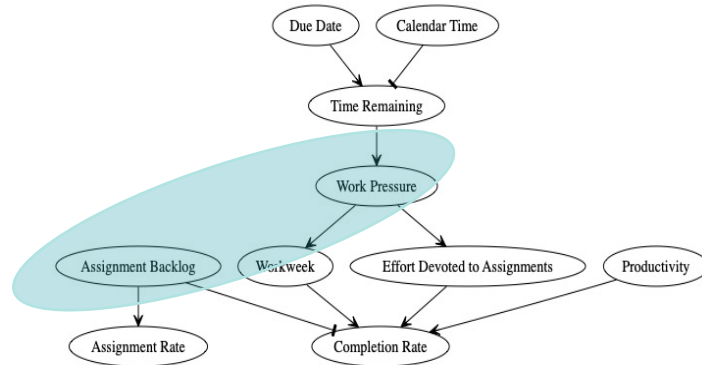 Due Date
Calendar Time
Time Remaining
Work Pressure
Assignment Backlog
Workweek
Effort Devoted to Assignments
Productivity
Assignment Rate
Completion Rate